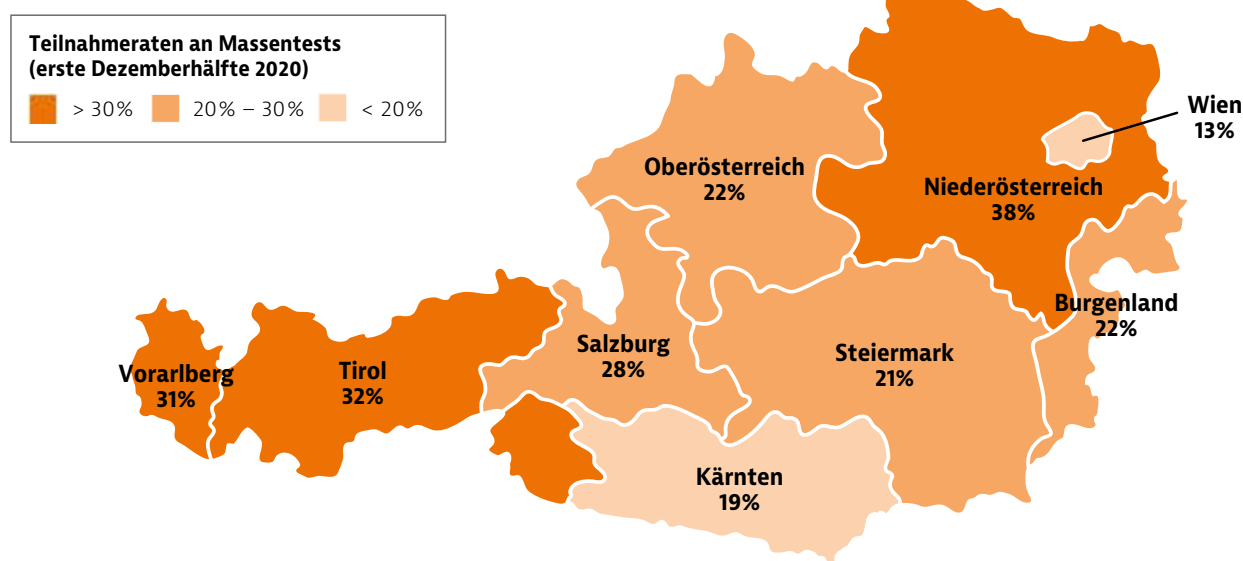 Teilnahmeraten an Massentests
(erste Dezemberhälfte 2020)
> 30% 20% – 30% < 20%
Wien
13%
Oberösterreich
22%
Niederösterreich
38%
Burgenland
22%
Salzburg
28%
Steiermark
21%
Vorarlberg
31%
Tirol
32%
Kärnten
19%